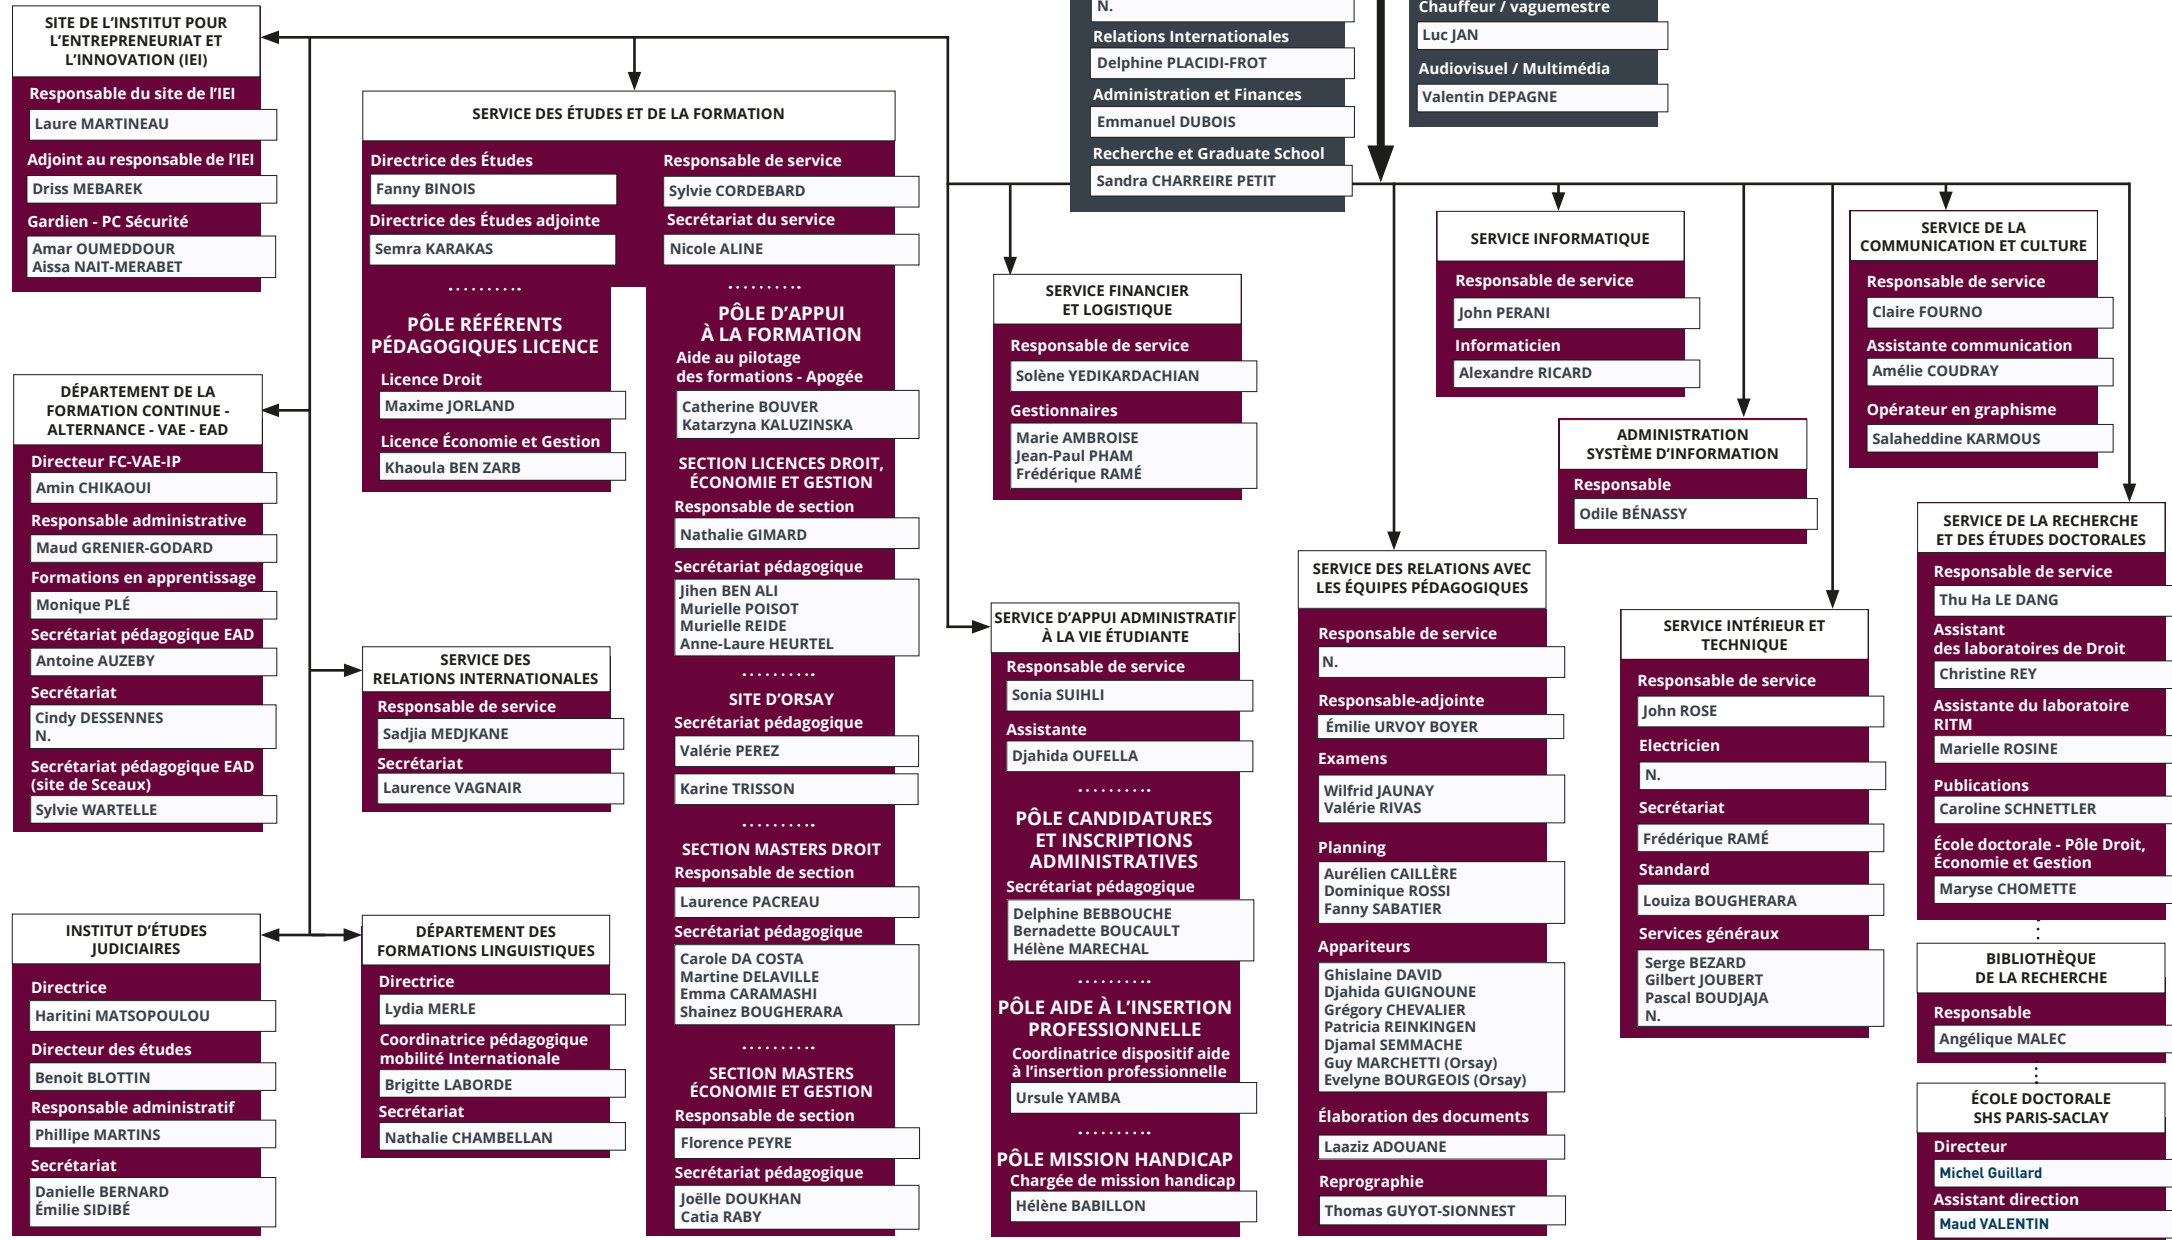 SITE DE L'INSTITUT POUR
L'ENTREPRENEURIAT ET
L'INNOVATION (IEI)
Responsable du site de l'IEI
Laure MARTINEAU
Adjoint au responsable de l'IEI
Driss MEBAREK
Gardien - PC Sécurité
Amar OUMEDDOUR
Aissa NAIT-MERABET
DÉPARTEMENT DE LA
FORMATION CONTINUE -
ALTERNANCE - VAE - EAD
Directeur FC-VAE-IP
Amin CHIKAOUI
Responsable administrative
Maud GRENIER-GODARD
Formations en apprentissage
Monique PLÉ
Secrétariat pédagogique EAD
Antoine AUZEBY
Secrétariat
Cindy DESSENNES
N.
Secrétariat pédagogique EAD
(site de Sceaux)
Sylvie WARTELLE
INSTITUT D'ÉTUDES
JUDICIAIRES
Directrice
Haritini MATSOPOULOU
Directeur des études
Benoit BLOTTIN
Responsable administratif
Phillipe MARTINS
Secrétariat
Danielle BERNARD
Émilie SIDIBÉ
SERVICE DES ÉTUDES ET DE LA FORMATION
Directrice des Études
Fanny BINOIS
Directrice des Études adjointe
Semra KARAKAS
..........
PÔLE RÉFÉRENTS
PÉDAGOGIQUES LICENCE
Licence Droit
Maxime JORLAND
Licence Économie et Gestion
Khaoula BEN ZARB
Responsable de service
Sylvie CORDEBARD
Secrétariat du service
Nicole ALINE
..........
PÔLE D'APPUI
À LA FORMATION
Aide au pilotage
des formations - Apogée
Catherine BOUVER
Katarzyna KALUZINSKA
SECTION LICENCES DROIT,
ÉCONOMIE ET GESTION
Responsable de section
Nathalie GIMARD
Secrétariat pédagogique
Jihen BEN ALI
Murielle POISOT
Murielle REIDE
Anne-Laure HEURTEL
..........
SITE D'ORSAY
Secrétariat pédagogique
Valérie PEREZ
Karine TRISSON
..........
SECTION MASTERS DROIT
Responsable de section
Laurence PACREAU
Secrétariat pédagogique
Carole DA COSTA
Martine DELAVILLE
Emma CARAMASHI
Shainez BOUGHERARA
..........
SECTION MASTERS
ÉCONOMIE ET GESTION
Responsable de section
Florence PEYRE
Secrétariat pédagogique
Joëlle DOUKHAN
Catia RABY
SERVICE DES
RELATIONS INTERNATIONALES
Responsable de service
Sadjia MEDJKANE
Secrétariat
Laurence VAGNAIR
DÉPARTEMENT DES
FORMATIONS LINGUISTIQUES
Directrice
Lydia MERLE
Coordinatrice pédagogique
mobilité Internationale
Brigitte LABORDE
Secrétariat
Nathalie CHAMBELLAN
N.
Relations Internationales
Delphine PLACIDI-FROT
Administration et Finances
Emmanuel DUBOIS
Recherche et Graduate School
Sandra CHARREIRE PETIT
Chauffeur / vaguemestre
Luc JAN
Audiovisuel / Multimédia
Valentin DEPAGNE
SERVICE FINANCIER
ET LOGISTIQUE
Responsable de service
Solène YEDIKARDACHIAN
Gestionnaires
Marie AMBROISE
Jean-Paul PHAM
Frédérique RAMÉ
SERVICE D'APPUI ADMINISTRATIF
À LA VIE ÉTUDIANTE
Responsable de service
Sonia SUIHLI
Assistante
Djahida OUFELLA
..........
PÔLE CANDIDATURES
ET INSCRIPTIONS
ADMINISTRATIVES
Secrétariat pédagogique
Delphine BEBBOUCHE
Bernadette BOUCAULT
Hélène MARECHAL
..........
PÔLE AIDE À L'INSERTION
PROFESSIONNELLE
Coordinatrice dispositif aide
à l'insertion professionnelle
Ursule YAMBA
..........
PÔLE MISSION HANDICAP
Chargée de mission handicap
Hélène BABILLON
SERVICE DES RELATIONS AVEC
LES ÉQUIPES PÉDAGOGIQUES
Responsable de service
N.
Responsable-adjointe
Émilie URVOY BOYER
Examens
Wilfrid JAUNAY
Valérie RIVAS
Planning
Aurélien CAILLÈRE
Dominique ROSSI
Fanny SABATIER
Appariteurs
Ghislaine DAVID
Djahida GUIGNOUNE
Grégory CHEVALIER
Patricia REINKINGEN
Djamal SEMMACHE
Guy MARCHETTI (Orsay)
Evelyne BOURGEOIS (Orsay)
Élaboration des documents
Laaziz ADOUANE
Reprographie
Thomas GUYOT-SIONNEST
SERVICE INFORMATIQUE
Responsable de service
John PERANI
Informaticien
Alexandre RICARD
ADMINISTRATION
SYSTÈME D'INFORMATION
Responsable
Odile BÉNASSY
SERVICE INTÉRIEUR ET
TECHNIQUE
Responsable de service
John ROSE
Electricien
N.
Secrétariat
Frédérique RAMÉ
Standard
Louiza BOUGHERARA
Services généraux
Serge BEZARD
Gilbert JOUBERT
Pascal BOUDJAJA
N.
SERVICE DE LA
COMMUNICATION ET CULTURE
Responsable de service
Claire FOURNO
Assistante communication
Amélie COUDRAY
Opérateur en graphisme
Salaheddine KARMOUS
SERVICE DE LA RECHERCHE
ET DES ÉTUDES DOCTORALES
Responsable de service
Thu Ha LE DANG
Assistant
des laboratoires de Droit
Christine REY
Assistante du laboratoire
RITM
Marielle ROSINE
Publications
Caroline SCHNETTLER
École doctorale - Pôle Droit,
Économie et Gestion
Maryse CHOMETTE
BIBLIOTHÈQUE
DE LA RECHERCHE
Responsable
Angélique MALEC
ÉCOLE DOCTORALE
SHS PARIS-SACLAY
Directeur
Michel Guillard
Assistant direction
Maud VALENTIN